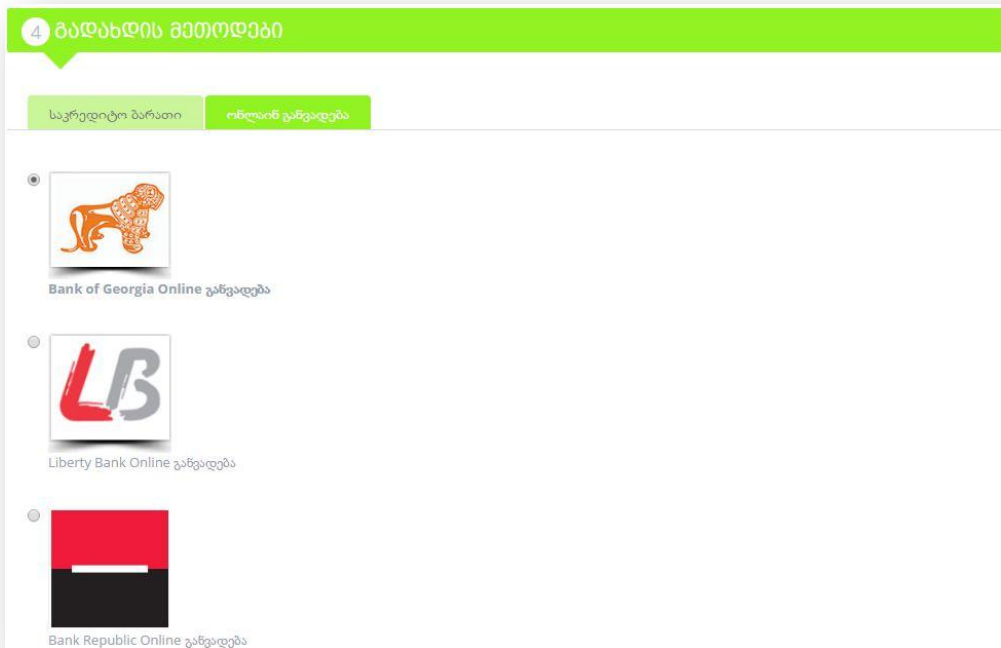 4 გადახდის მეთოდები
საკრედიტო ბარათი ონლაინ განვადება
Bank of Georgia Online განვადება
LB
Liberty Bank Online განვადება
Bank Republic Online განვადება